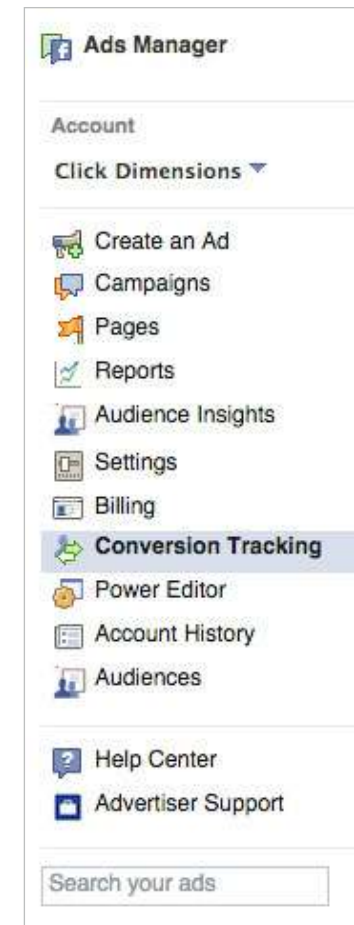 Ads Manager
Account
Click Dimensions
Create an Ad
Campaigns
Pages
Reports
Audience Insights
Settings
Billing
Conversion Tracking
Power Editor
Account History
Audiences
Help Center
Advertiser Support
Search your ads